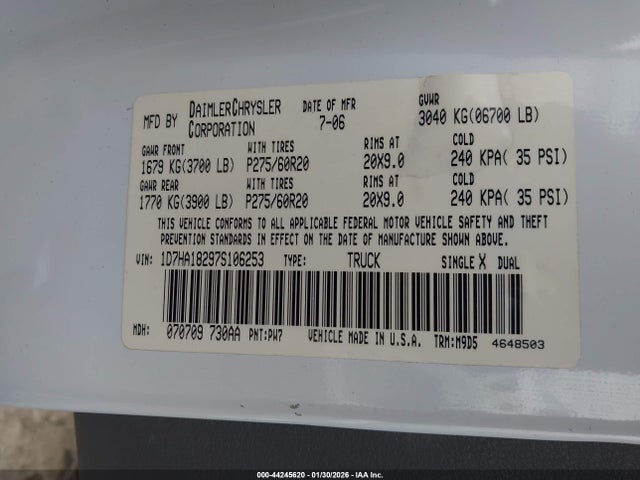 MFD BY DAIMLERCHRYSLER CORPORATION DATE OF MFR 7-06 GVWR 3040 KG(06700 LB)
GAWR FRONT WITH TIRES RIMS AT COLD
1679 KG(3700 LB) P275/60R20 20X9.0 240 KPA( 35 PSI)
GAWR REAR WITH TIRES RIMS AT COLD
1770 KG(3900 LB) P275/60R20 20X9.0 240 KPA( 35 PSI)
THIS VEHICLE CONFORMS TO ALL APPLICABLE FEDERAL MOTOR VEHICLE SAFETY AND THEFT
PREVENTION STANDARDS IN EFFECT ON THE DATE OF MANUFACTURE SHOWN ABOVE.
VIN: 1D7HA18297S106253 TYPE: TRUCK SINGLE X DUAL
MDH: 070709 730AA PNT:PW7 VEHICLE MADE IN U.S.A. TRM:M9D5 4648503
000-44245620 | 01/30/2026 | IAA Inc.